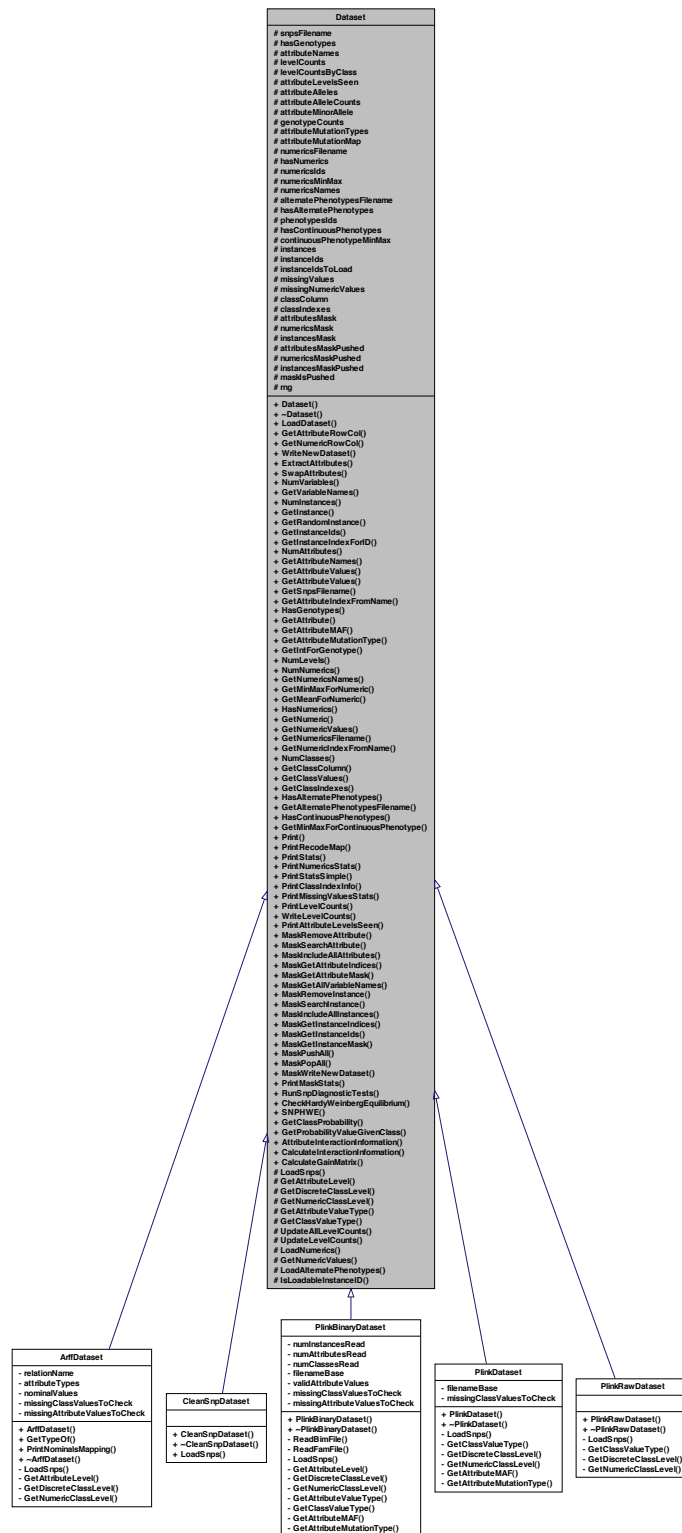 Dataset
# snpsFilename
# hasGenotypes
# attributeNames
# levelCounts
# levelCountsByClass
# attributeLevelsSeen
# attributeAlleles
# attributeAlleleCounts
# attributeMinorAllele
# genotypeCounts
# attributeMutationTypes
# attributeMutationMap
# numericsFilename
# hasNumerics
# numericsIds
# numericsMinMax
# numericsNames
# alternatePhenotypesFilename
# hasAlternatePhenotypes
# phenotypesIds
# hasContinuousPhenotypes
# continuousPhenotypeMinMax
# instances
# instanceIds
# instanceIdsToLoad
# missingValues
# missingNumericValues
# classColumn
# classIndexes
# attributesMask
# numericsMask
# instancesMask
# attributesMaskPushed
# numericsMaskPushed
# instancesMaskPushed
# maskIsPushed
# rng
+ Dataset()
+ ~Dataset()
+ LoadDataset()
+ GetAttributeRowCol()
+ GetNumericRowCol()
+ WriteNewDataset()
+ ExtractAttributes()
+ SwapAttributes()
+ NumVariables()
+ GetVariableNames()
+ NumInstances()
+ GetInstance()
+ GetRandomInstance()
+ GetInstanceIds()
+ GetInstanceIndexForID()
+ NumAttributes()
+ GetAttributeNames()
+ GetAttributeValues()
+ GetAttributeValues()
+ GetSnpsFilename()
+ GetAttributeIndexFromName()
+ HasGenotypes()
+ GetAttribute()
+ GetAttributeMAF()
+ GetAttributeMutationType()
+ GetIntForGenotype()
+ NumLevels()
+ NumNumerics()
+ GetNumericsNames()
+ GetMinMaxForNumeric()
+ GetMeanForNumeric()
+ HasNumerics()
+ GetNumeric()
+ GetNumericValues()
+ GetNumericsFilename()
+ GetNumericIndexFromName()
+ NumClasses()
+ GetClassColumn()
+ GetClassValues()
+ GetClassIndexes()
+ HasAlternatePhenotypes()
+ GetAlternatePhenotypesFilename()
+ HasContinuousPhenotypes()
+ GetMinMaxForContinuousPhenotype()
+ Print()
+ PrintRecodeMap()
+ PrintStats()
+ PrintNumericsStats()
+ PrintStatsSimple()
+ PrintClassIndexInfo()
+ PrintMissingValuesStats()
+ PrintLevelCounts()
+ WriteLevelCounts()
+ PrintAttributeLevelsSeen()
+ MaskRemoveAttribute()
+ MaskSearchAttribute()
+ MaskIncludeAllAttributes()
+ MaskGetAttributeIndices()
+ MaskGetAttributeMask()
+ MaskGetAllVariableNames()
+ MaskRemoveInstance()
+ MaskSearchInstance()
+ MaskIncludeAllInstances()
+ MaskGetInstanceIndices()
+ MaskGetInstanceIds()
+ MaskGetInstanceMask()
+ MaskPushAll()
+ MaskPopAll()
+ MaskWriteNewDataset()
+ PrintMaskStats()
+ RunSnpDiagnosticTests()
+ CheckHardyWeinbergEquilibrium()
+ SNPHWE()
+ GetClassProbability()
+ GetProbabilityValueGivenClass()
+ AttributeInteractionInformation()
+ CalculateInteractionInformation()
+ CalculateGainMatrix()
# LoadSnps()
# GetAttributeLevel()
# GetDiscreteClassLevel()
# GetNumericClassLevel()
# GetAttributeValueType()
# GetClassValueType()
# UpdateAllLevelCounts()
# UpdateLevelCounts()
# LoadNumerics()
# GetNumericValues()
# LoadAlternatePhenotypes()
# IsLoadableInstanceID()
ArffDataset
- relationName
- attributeTypes
- nominalValues
- missingClassValuesToCheck
- missingAttributeValuesToCheck
+ ArffDataset()
+ GetTypeOf()
+ PrintNominalsMapping()
+ ~ArffDataset()
- LoadSnps()
- GetAttributeLevel()
- GetDiscreteClassLevel()
- GetNumericClassLevel()
CleanSnpDataset
+ CleanSnpDataset()
+ ~CleanSnpDataset()
+ LoadSnps()
PlinkBinaryDataset
- numInstancesRead
- numAttributesRead
- numClassesRead
- filenameBase
- validAttributeValues
- missingClassValuesToCheck
- missingAttributeValuesToCheck
+ PlinkBinaryDataset()
+ ~PlinkBinaryDataset()
- ReadBimFile()
- ReadFamFile()
- LoadSnps()
- GetAttributeLevel()
- GetDiscreteClassLevel()
- GetNumericClassLevel()
- GetAttributeValueType()
- GetClassValueType()
- GetAttributeMAF()
- GetAttributeMutationType()
PlinkDataset
- filenameBase
- missingClassValuesToCheck
+ PlinkDataset()
+ ~PlinkDataset()
- LoadSnps()
- GetClassValueType()
- GetDiscreteClassLevel()
- GetNumericClassLevel()
- GetAttributeMAF()
- GetAttributeMutationType()
PlinkRawDataset
+ PlinkRawDataset()
+ ~PlinkRawDataset()
- LoadSnps()
- GetClassValueType()
- GetDiscreteClassLevel()
- GetNumericClassLevel()